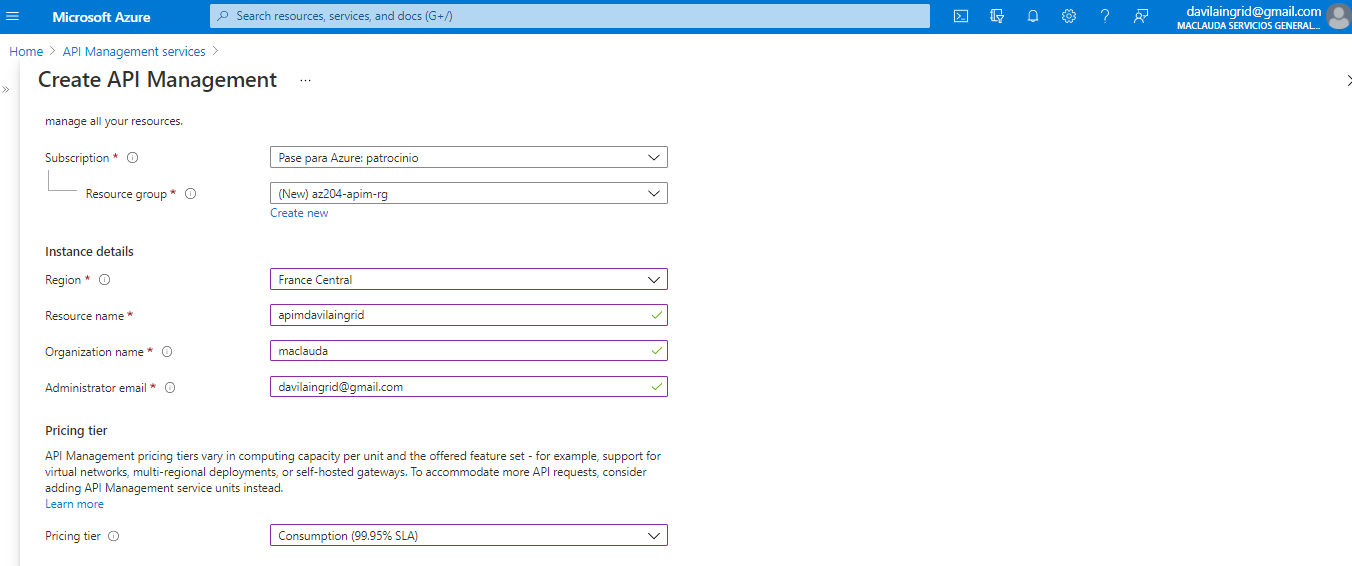 Microsoft Azure
Search resources, services, and docs (G+/)
davilaingrid@gmail.com
MACLAUDA SERVICIOS GENERAL...
Home > API Management services >
Create API Management ...
manage all your resources.
Subscription *
Pase para Azure: patrocinio
Resource group *
(New) az204-apim-rg
Create new
Instance details
Region *
France Central
Resource name *
apimdavilaingrid
Organization name *
maclauda
Administrator email *
davilaingrid@gmail.com
Pricing tier
API Management pricing tiers vary in computing capacity per unit and the offered feature set - for example, support for
virtual networks, multi-regional deployments, or self-hosted gateways. To accommodate more API requests, consider
adding API Management service units instead.
Learn more
Pricing tier
Consumption (99.95% SLA)